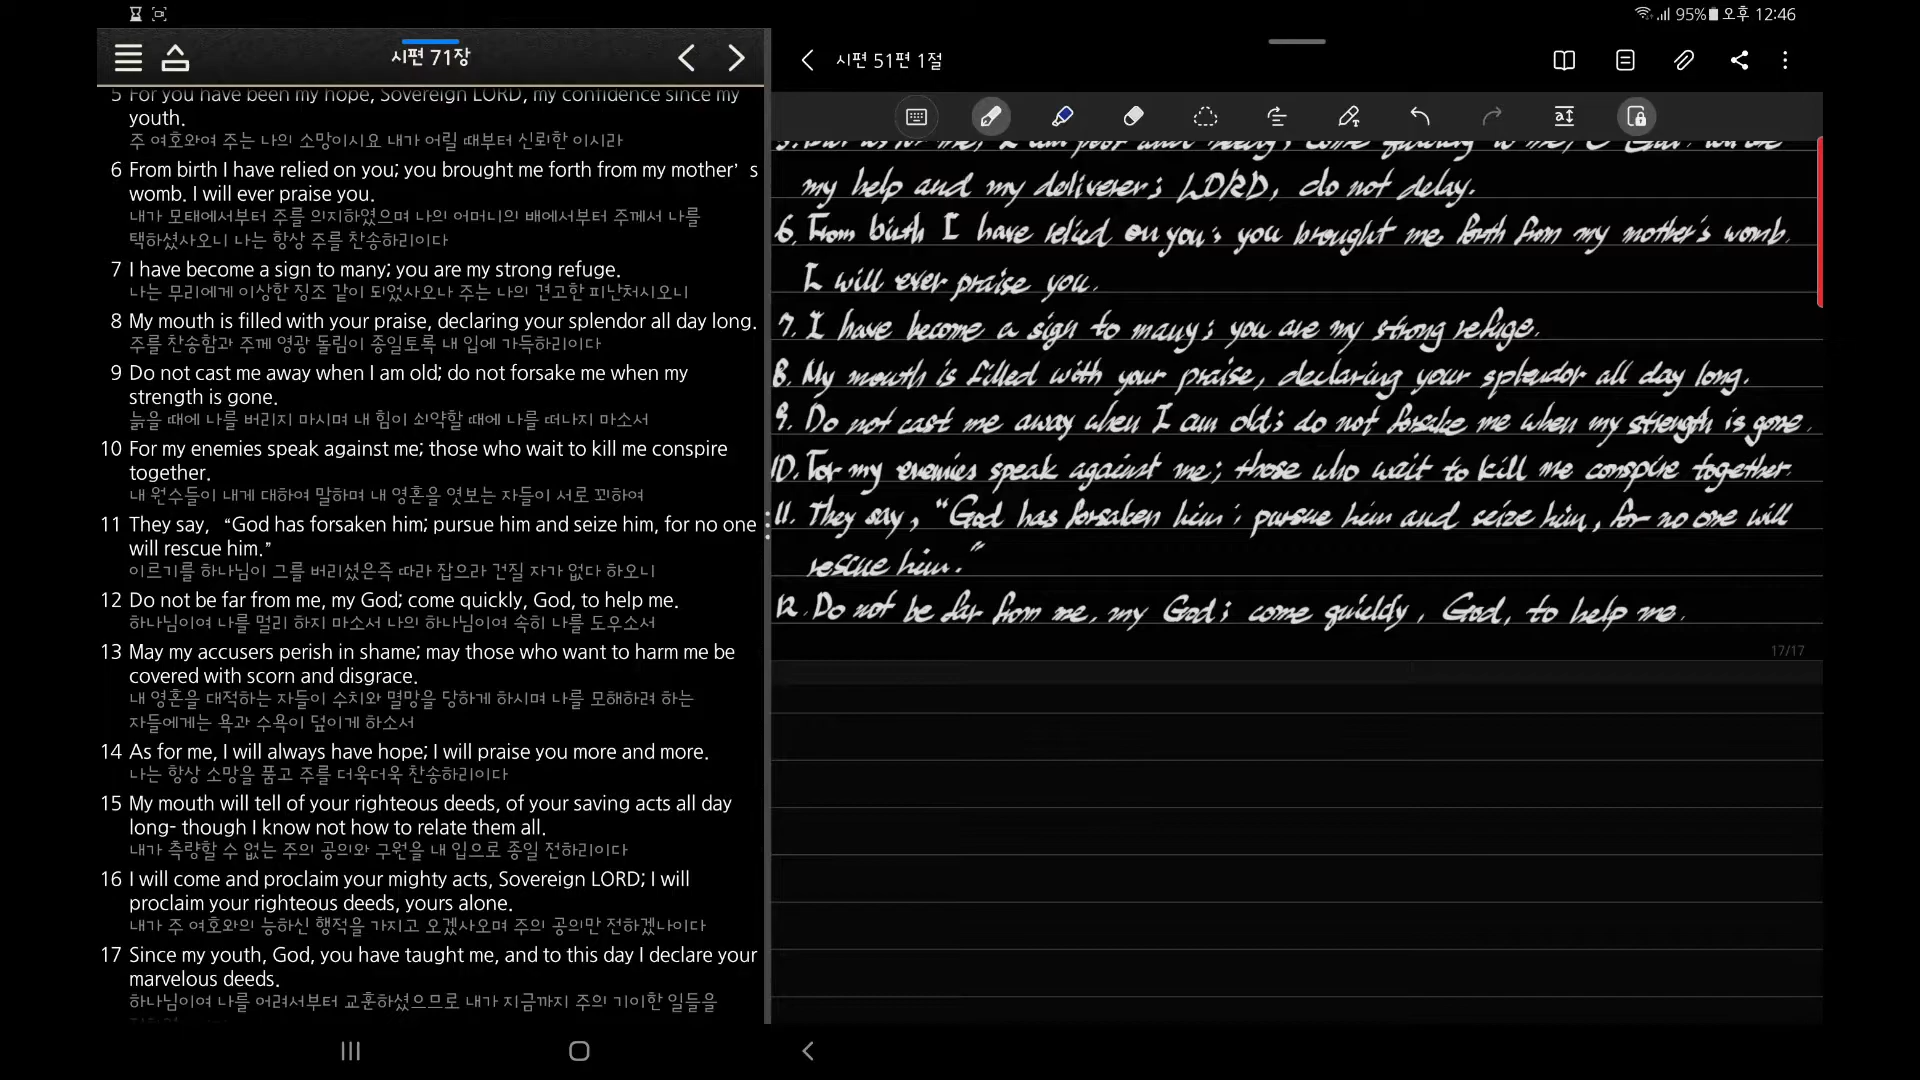 95% 오후 12:46
시편 71장
5 For you have been my hope, Sovereign LORD, my confidence since my
youth.
주 여호와여 주는 나의 소망이시요 내가 어릴 때부터 신뢰한 이시라
6 From birth I have relied on you; you brought me forth from my mother’s
womb. I will ever praise you.
내가 모태에서부터 주를 의지하였으며 나의 어머니의 배에서부터 주께서 나를
택하셨사오니 나는 항상 주를 찬송하리이다
7 I have become a sign to many; you are my strong refuge.
나는 무리에게 이상한 징조 같이 되었사오나 주는 나의 견고한 피난처시오니
8 My mouth is filled with your praise, declaring your splendor all day long.
주를 찬송함과 주께 영광 돌림이 종일토록 내 입에 가득하리이다
9 Do not cast me away when I am old; do not forsake me when my
strength is gone.
늙을 때에 나를 버리지 마시며 내 힘이 쇠약할 때에 나를 떠나지 마소서
10 For my enemies speak against me; those who wait to kill me conspire
together.
내 원수들이 내게 대하여 말하며 내 영혼을 엿보는 자들이 서로 꾀하여
11 They say, “God has forsaken him; pursue him and seize him, for no one
will rescue him.”
이르기를 하나님이 그를 버리셨은즉 따라 잡으라 건질 자가 없다 하오니
12 Do not be far from me, my God; come quickly, God, to help me.
하나님이여 나를 멀리 하지 마소서 나의 하나님이여 속히 나를 도우소서
13 May my accusers perish in shame; may those who want to harm me be
covered with scorn and disgrace.
내 영혼을 대적하는 자들이 수치와 멸망을 당하게 하시며 나를 모해하려 하는
자들에게는 욕과 수욕이 덮이게 하소서
14 As for me, I will always have hope; I will praise you more and more.
나는 항상 소망을 품고 주를 더욱더욱 찬송하리이다
15 My mouth will tell of your righteous deeds, of your saving acts all day
long- though I know not how to relate them all.
내가 측량할 수 없는 주의 공의와 구원을 내 입으로 종일 전하리이다
16 I will come and proclaim your mighty acts, Sovereign LORD; I will
proclaim your righteous deeds, yours alone.
내가 주 여호와의 능하신 행적을 가지고 오겠사오며 주의 공의만 전하겠나이다
17 Since my youth, God, you have taught me, and to this day I declare your
marvelous deeds.
하나님이여 나를 어려서부터 교훈하셨으므로 내가 지금까지 주의 기이한 일들을
시편 51편 1절
5. But as for me, I am poor and needy; come quickly to me, O God. You are
my help and my deliverer; LORD, do not delay.
6. From birth I have relied on you; you brought me forth from my mother's womb.
I will ever praise you.
7. I have become a sign to many; you are my strong refuge.
8. My mouth is filled with your praise, declaring your splendor all day long.
9. Do not cast me away when I am old; do not forsake me when my strength is gone.
10. For my enemies speak against me; those who wait to kill me conspire together.
11. They say, "God has forsaken him; pursue him and seize him, for no one will
rescue him."
12. Do not be far from me, my God; come quickly, God, to help me.
17/17